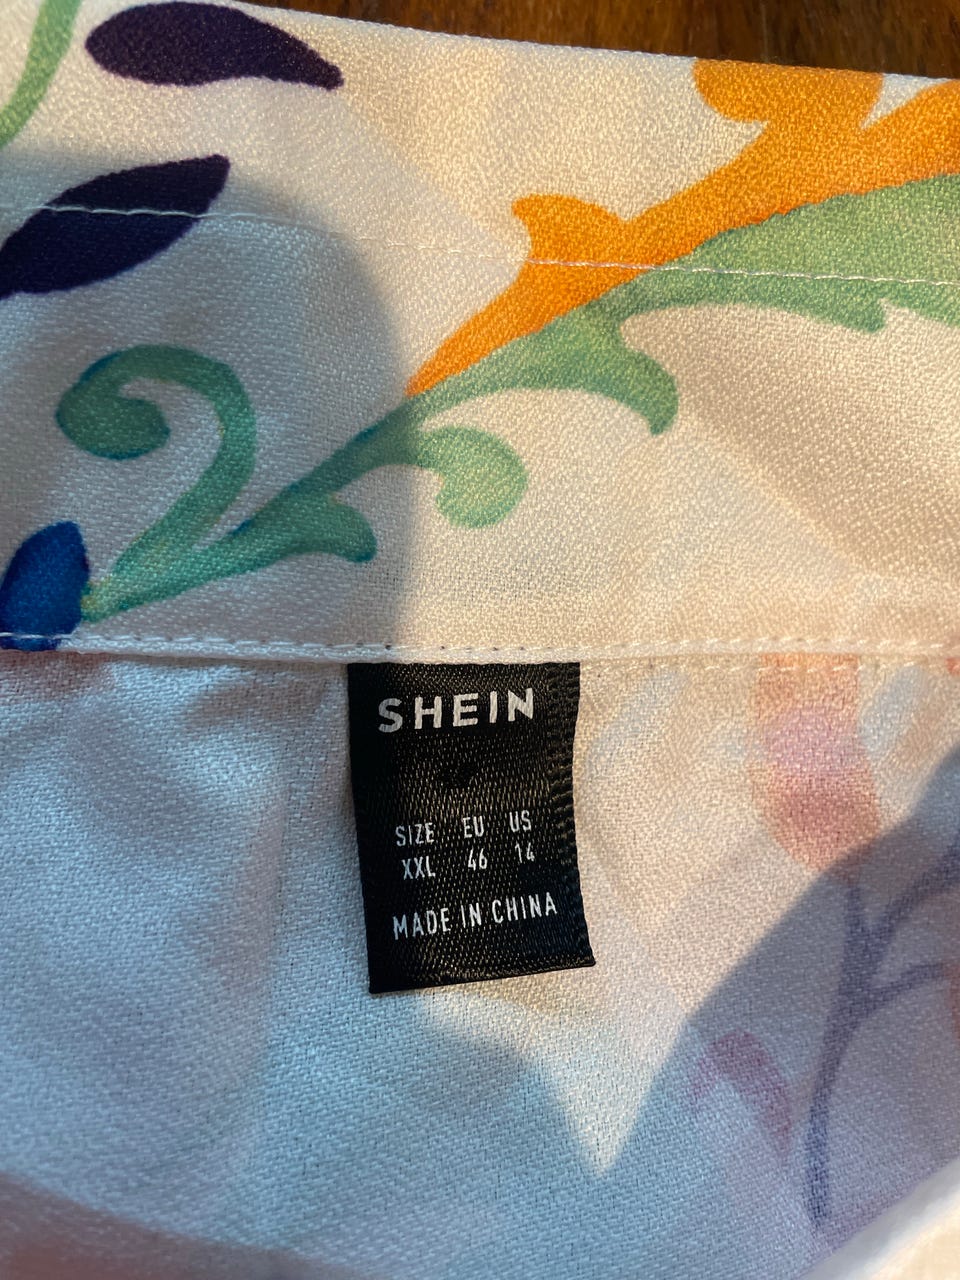 SHEIN
SIZE EU US
XXL 46 14
MADE IN CHINA